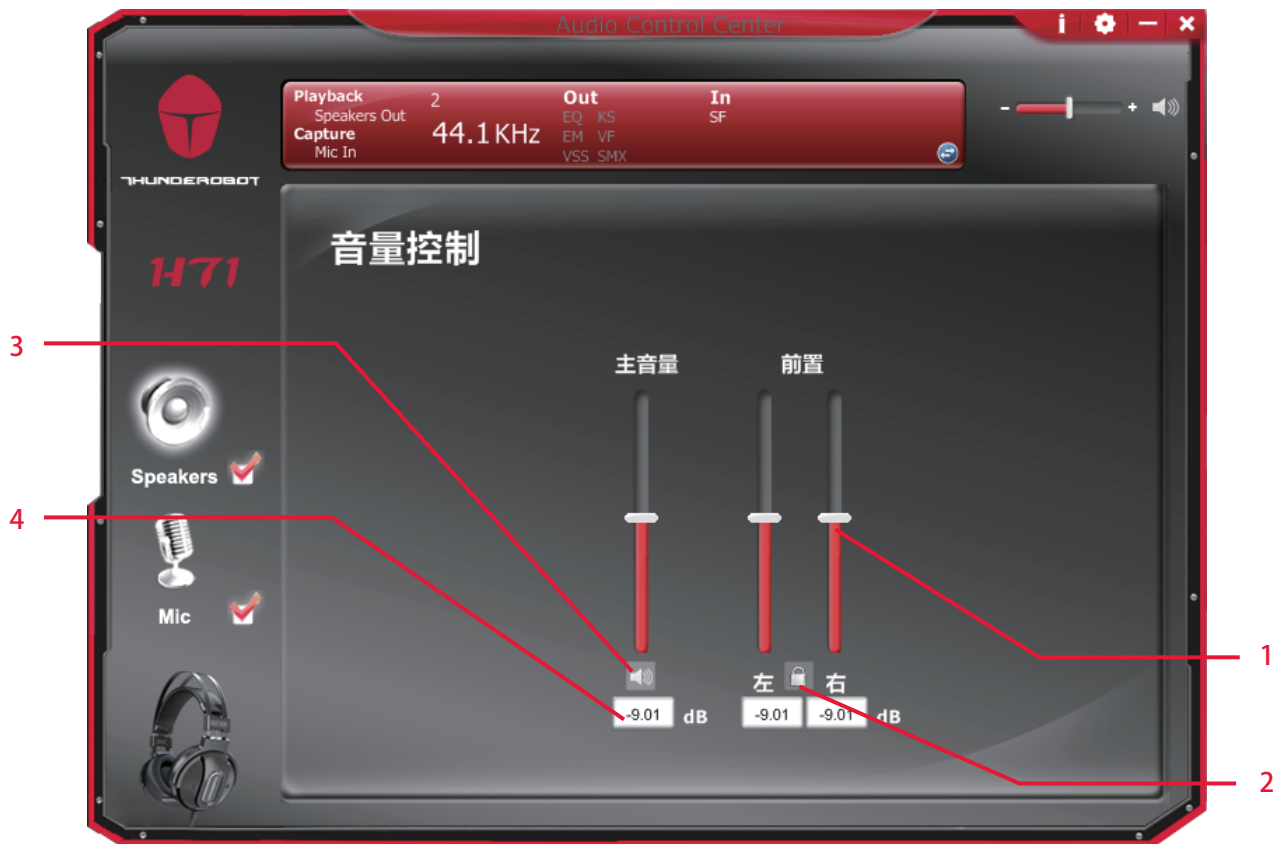 Audio Control Center
i
THUNDEROBOT
Playback 2 Out In
Speakers Out EQ KS SF
Capture 44.1KHz EM VF
Mic In VSS SMX
- +
H71
音量控制
主音量 前置
3
Speakers
4
Mic
左 右
-9.01 dB -9.01 -9.01 dB
1
2